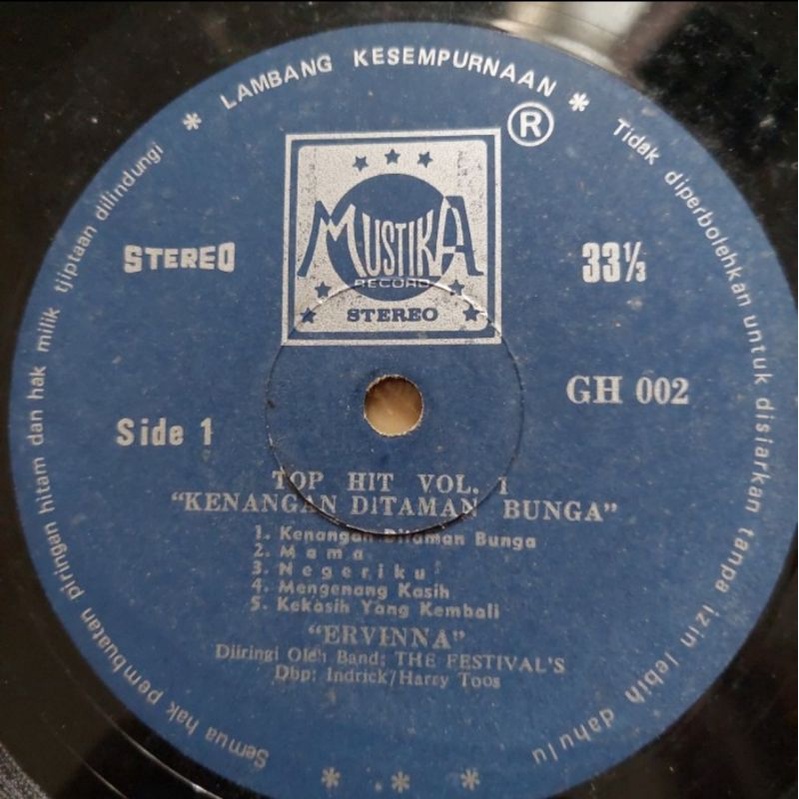 * LAMBANG KESEMPURNAAN *
Tidak diperbolehkan untuk disiarkan tanpa izin lebih dahulu
Semua hak pembuatan piringan hitam dan hak milik tjiptaan dilindungi
* * *
®
MUSTIKA
RECORD
STEREO
STEREO
33⅓
GH 002
Side 1
TOP HIT VOL. 1
"KENANGAN DITAMAN BUNGA"
1. Kenangan Ditaman Bunga
2. Mama
3. Negeriku
4. Mengenang Kasih
5. Kekasih Yang Kembali
"ERVINNA"
Diiringi Oleh Band: THE FESTIVAL'S
Dbp: Indrick/Harry Toos